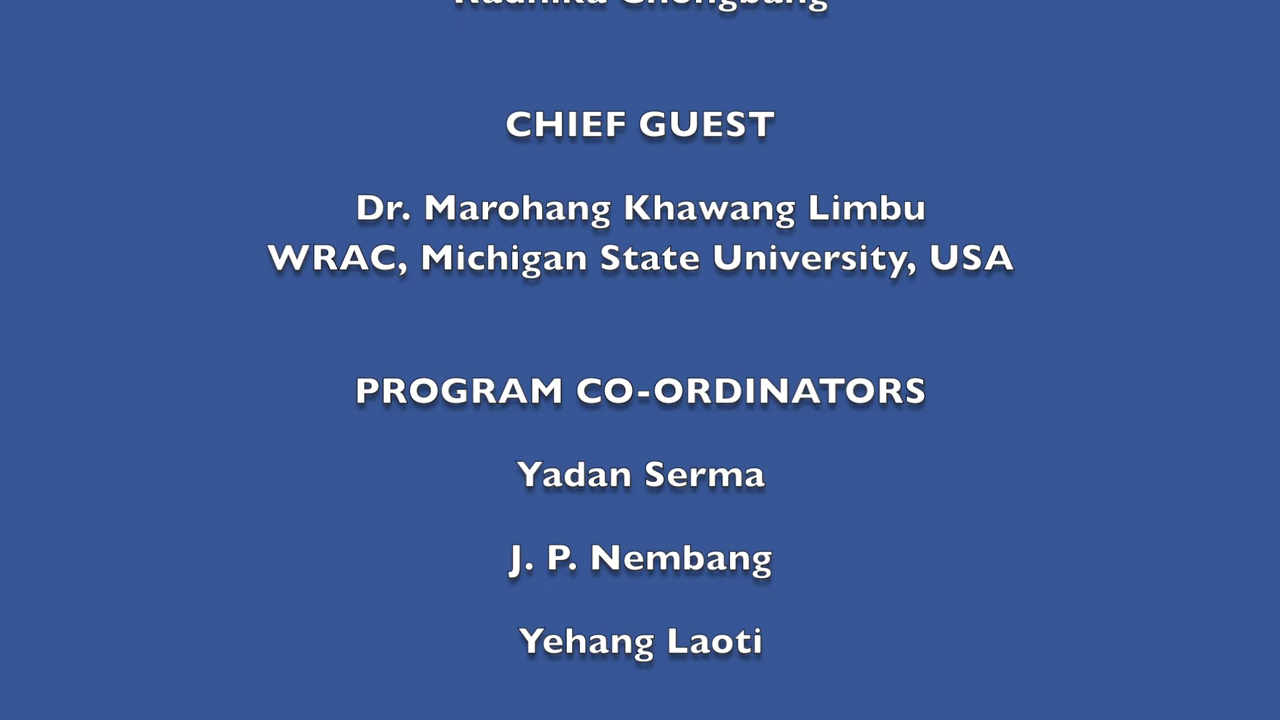 CHIEF GUEST
Dr. Marohang Khawang Limbu
WRAC, Michigan State University, USA
PROGRAM CO-ORDINATORS
Yadan Serma
J. P. Nembang
Yehang Laoti